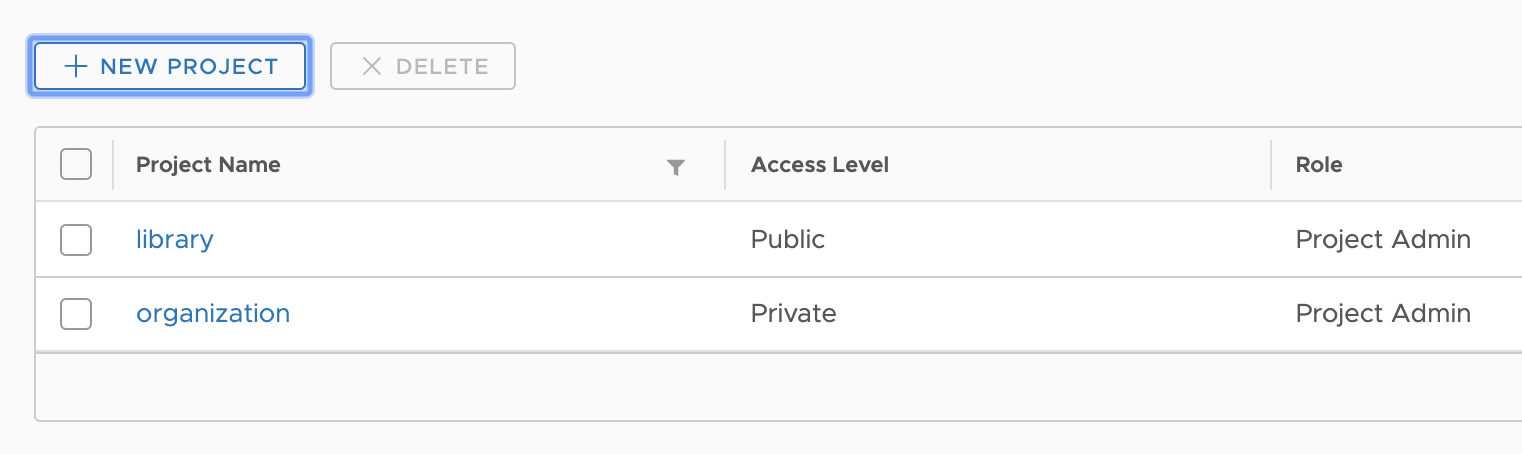 NEW PROJECT DELETE
Project Name Access Level Role
library Public Project Admin
organization Private Project Admin